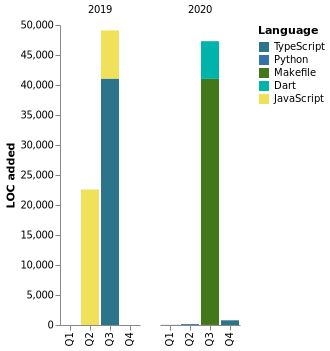 2019
2020
Language
TypeScript
Python
Makefile
Dart
JavaScript
LOC added
50,000
45,000
40,000
35,000
30,000
25,000
20,000
15,000
10,000
5,000
0
Q1
Q2
Q3
Q4
Q1
Q2
Q3
Q4